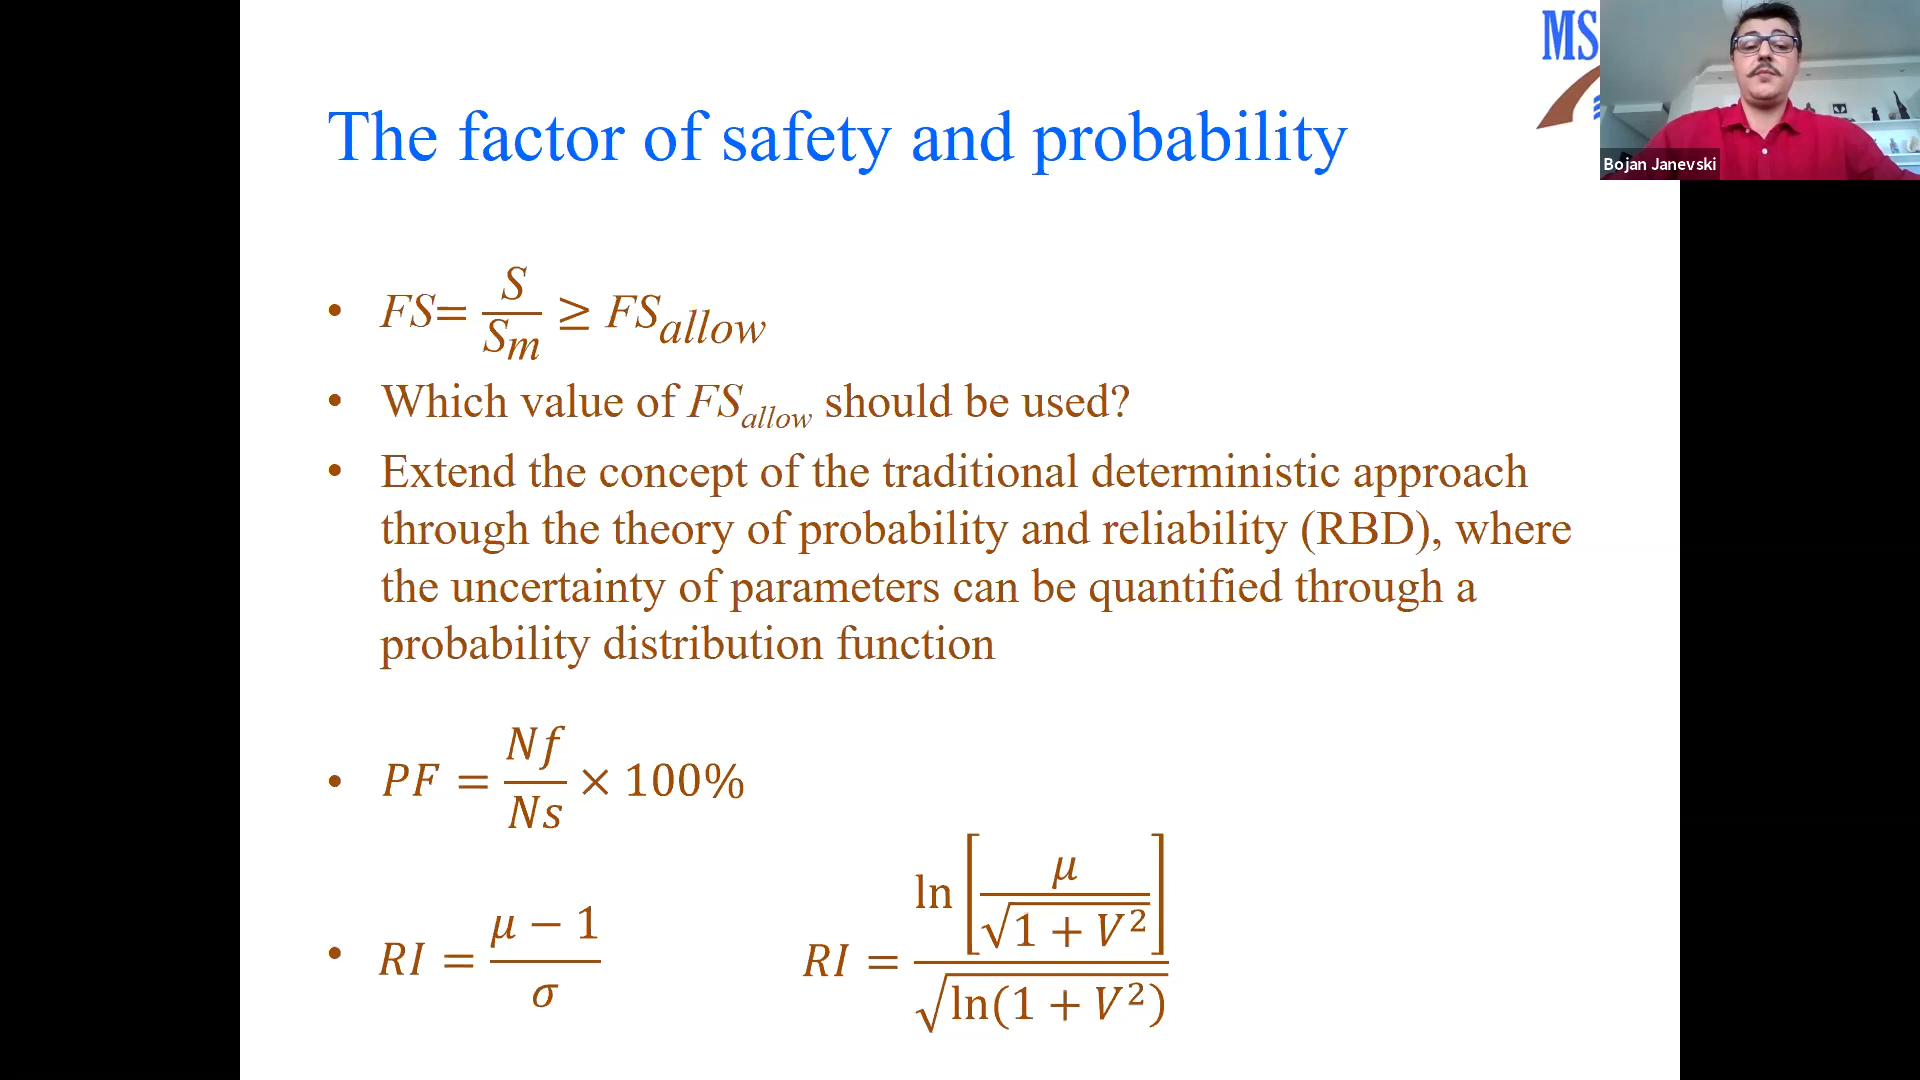 MS
Bojan Janevski
The factor of safety and probability
• FS= S/Sm ≥ FSallow
• Which value of FSallow should be used?
• Extend the concept of the traditional deterministic approach
through the theory of probability and reliability (RBD), where
the uncertainty of parameters can be quantified through a
probability distribution function
• PF = Nf/Ns × 100%
• RI = (μ − 1)/σ RI = ln[μ/√(1 + V²)]/√(ln(1 + V²))